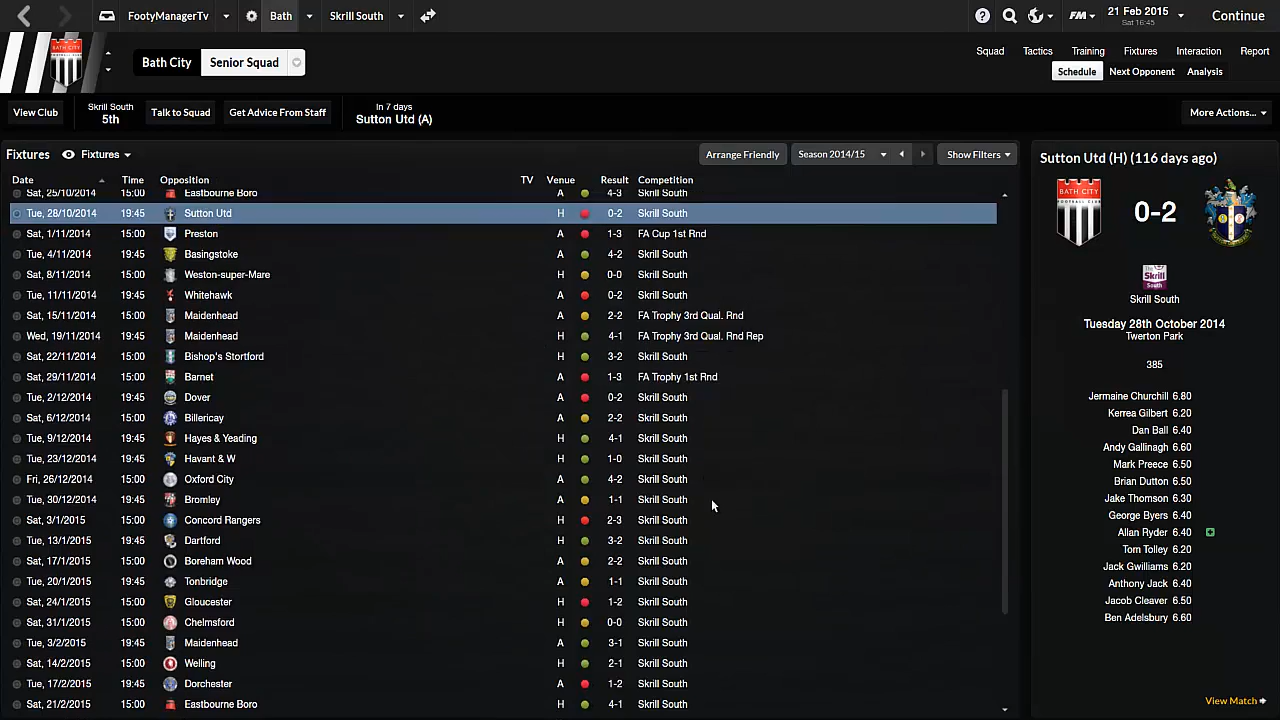 FootyManagerTv Bath Skrill South FM 21 Feb 2015 Sat 16:45 Continue
BATH CITY Bath City Senior Squad
Squad Tactics Training Fixtures Interaction Report
Schedule Next Opponent Analysis
View Club Skrill South 5th Talk to Squad Get Advice From Staff In 7 days Sutton Utd (A) More Actions...
Fixtures Fixtures Arrange Friendly Season 2014/15 Show Filters
Date Time Opposition TV Venue Result Competition
Sat, 25/10/2014 15:00 Eastbourne Boro A 4-3 Skrill South
Tue, 28/10/2014 19:45 Sutton Utd H 0-2 Skrill South
Sat, 1/11/2014 15:00 Preston A 1-3 FA Cup 1st Rnd
Tue, 4/11/2014 19:45 Basingstoke A 4-2 Skrill South
Sat, 8/11/2014 15:00 Weston-super-Mare H 0-0 Skrill South
Tue, 11/11/2014 19:45 Whitehawk A 0-2 Skrill South
Sat, 15/11/2014 15:00 Maidenhead A 2-2 FA Trophy 3rd Qual. Rnd
Wed, 19/11/2014 19:45 Maidenhead H 4-1 FA Trophy 3rd Qual. Rnd Rep
Sat, 22/11/2014 15:00 Bishop's Stortford H 3-2 Skrill South
Sat, 29/11/2014 15:00 Barnet A 1-3 FA Trophy 1st Rnd
Tue, 2/12/2014 19:45 Dover A 0-2 Skrill South
Sat, 6/12/2014 15:00 Billericay A 2-2 Skrill South
Tue, 9/12/2014 19:45 Hayes & Yeading H 4-1 Skrill South
Tue, 23/12/2014 19:45 Havant & W H 1-0 Skrill South
Fri, 26/12/2014 15:00 Oxford City A 4-2 Skrill South
Tue, 30/12/2014 19:45 Bromley A 1-1 Skrill South
Sat, 3/1/2015 15:00 Concord Rangers H 2-3 Skrill South
Tue, 13/1/2015 19:45 Dartford H 3-2 Skrill South
Sat, 17/1/2015 15:00 Boreham Wood A 2-2 Skrill South
Tue, 20/1/2015 19:45 Tonbridge A 1-1 Skrill South
Sat, 24/1/2015 15:00 Gloucester H 1-2 Skrill South
Sat, 31/1/2015 15:00 Chelmsford H 0-0 Skrill South
Tue, 3/2/2015 19:45 Maidenhead A 3-1 Skrill South
Sat, 14/2/2015 15:00 Welling H 2-1 Skrill South
Tue, 17/2/2015 19:45 Dorchester A 1-2 Skrill South
Sat, 21/2/2015 15:00 Eastbourne Boro H 4-1 Skrill South
Sutton Utd (H) (116 days ago)
BATH CITY 0-2
Skrill South
Skrill South
Tuesday 28th October 2014
Twerton Park
385
Jermaine Churchill 6.80
Kerrea Gilbert 6.20
Dan Ball 6.40
Andy Gallinagh 6.60
Mark Preece 6.50
Brian Dutton 6.50
Jake Thomson 6.30
George Byers 6.40
Allan Ryder 6.40
Tom Tolley 6.20
Jack Gwilliams 6.20
Anthony Jack 6.40
Jacob Cleaver 6.50
Ben Adelsbury 6.60
View Match